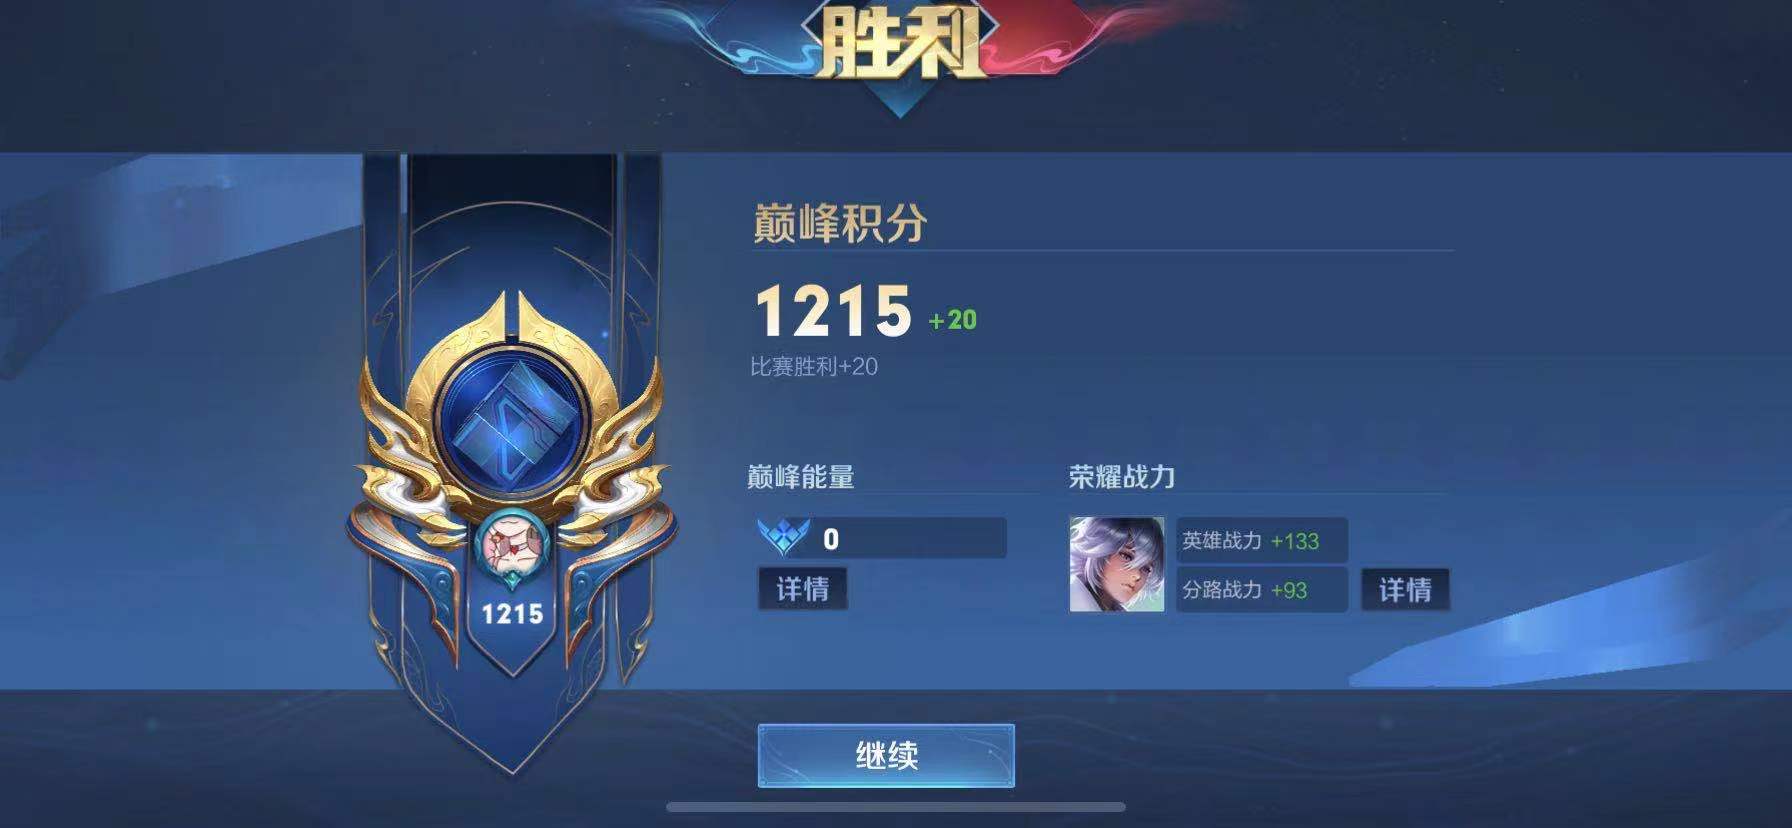 胜利
巅峰积分
1215 +20
比赛胜利+20
巅峰能量
0
详情
荣耀战力
英雄战力 +133
分路战力 +93
详情
1215
继续